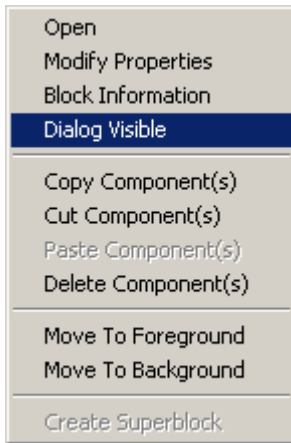 Open
Modify Properties
Block Information
Dialog Visible
Copy Component(s)
Cut Component(s)
Paste Component(s)
Delete Component(s)
Move To Foreground
Move To Background
Create Superblock